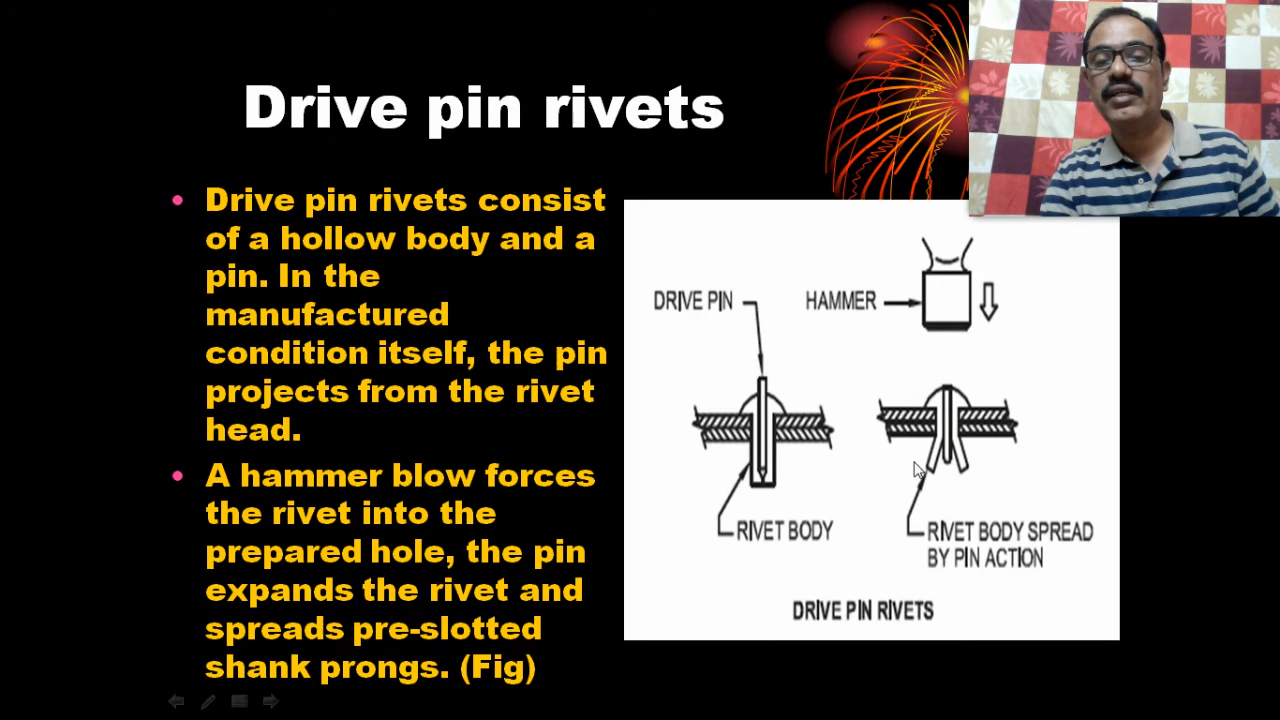 Drive pin rivets
• Drive pin rivets consist
of a hollow body and a
pin. In the
manufactured
condition itself, the pin
projects from the rivet
head.
• A hammer blow forces
the rivet into the
prepared hole, the pin
expands the rivet and
spreads pre-slotted
shank prongs. (Fig)
DRIVE PIN
HAMMER
RIVET BODY
RIVET BODY SPREAD
BY PIN ACTION
DRIVE PIN RIVETS